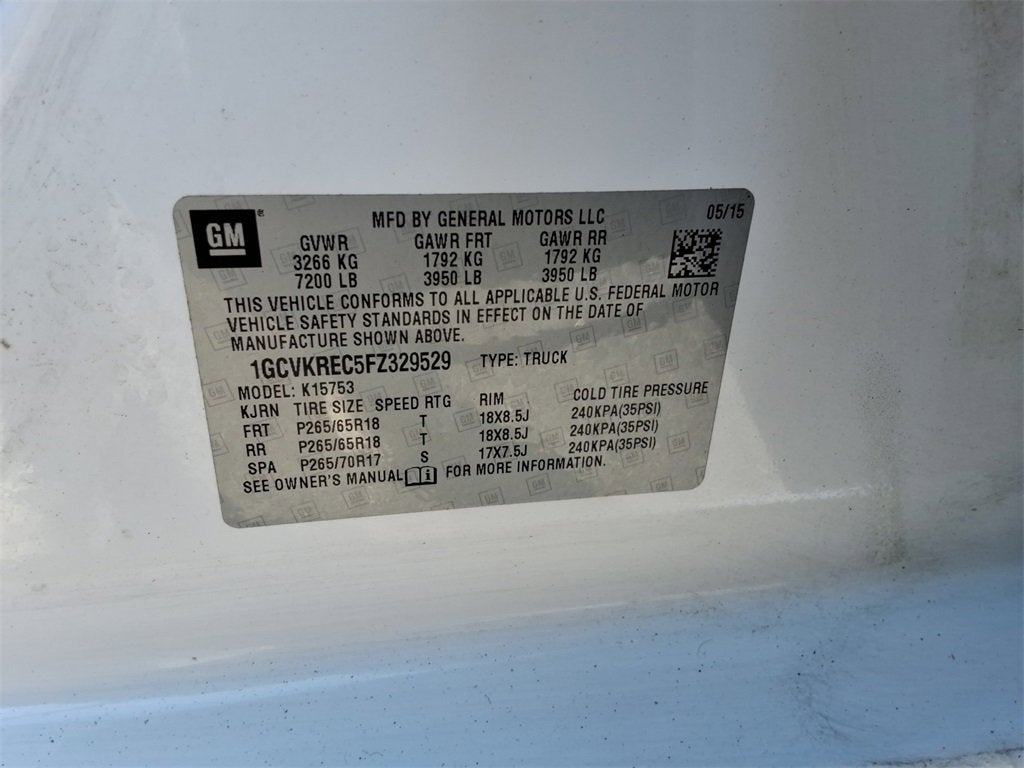 GM® MFD BY GENERAL MOTORS LLC 05/15
GVWR GAWR FRT GAWR RR
3266 KG 1792 KG 1792 KG
7200 LB 3950 LB 3950 LB
THIS VEHICLE CONFORMS TO ALL APPLICABLE U.S. FEDERAL MOTOR
VEHICLE SAFETY STANDARDS IN EFFECT ON THE DATE OF
MANUFACTURE SHOWN ABOVE.
1GCVKREC5FZ329529 TYPE: TRUCK
MODEL: K15753
KJRN TIRE SIZE SPEED RTG RIM COLD TIRE PRESSURE
FRT P265/65R18 T 18X8.5J 240KPA(35PSI)
RR P265/65R18 T 18X8.5J 240KPA(35PSI)
SPA P265/70R17 S 17X7.5J 240KPA(35PSI)
SEE OWNER'S MANUAL i FOR MORE INFORMATION.